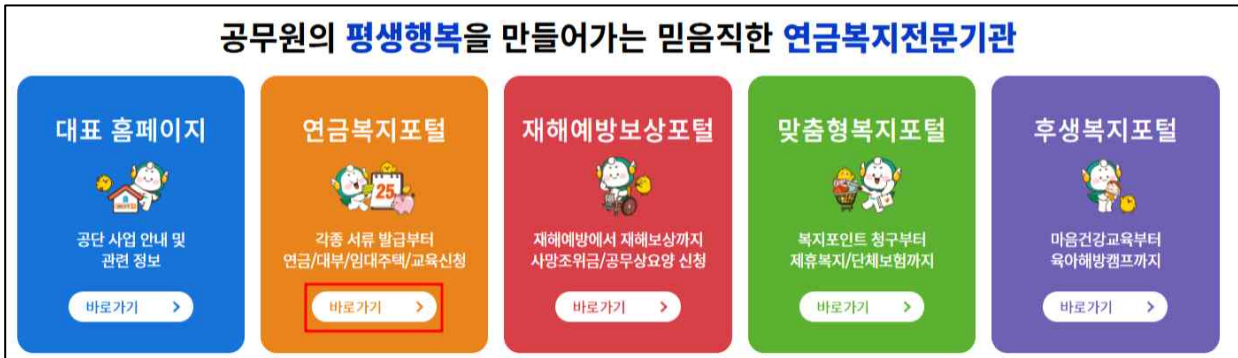 공무원의 평생행복을 만들어가는 믿음직한 연금복지전문기관
대표 홈페이지
공단 사업 안내 및
관련 정보
바로가기
연금복지포털
25
각종 서류 발급부터
연금/대부/임대주택/교육신청
바로가기
재해예방보상포털
재해예방에서 재해보상까지
사망조위금/공무상요양 신청
바로가기
맞춤형복지포털
복지포인트 청구부터
제휴복지/단체보험까지
바로가기
후생복지포털
마음건강교육부터
육아해방캠프까지
바로가기